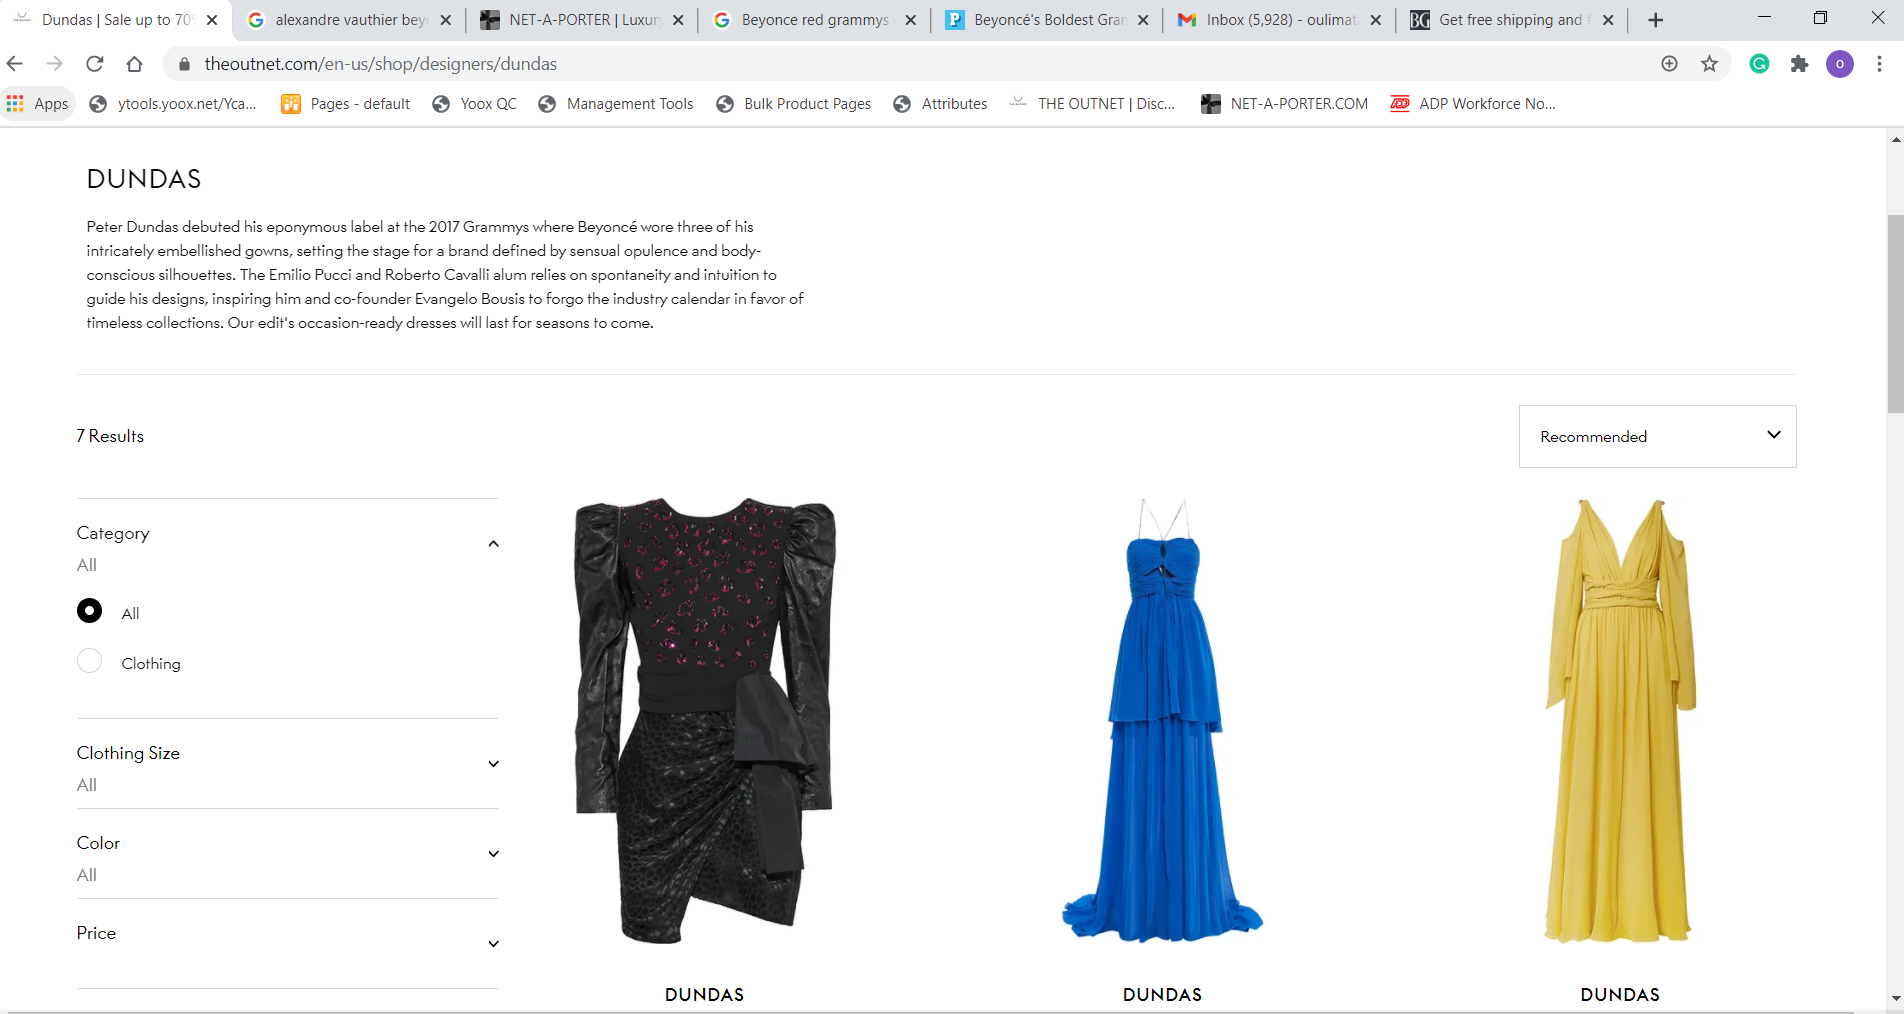 Dundas | Sale up to 70
alexandre vauthier bey
NET-A-PORTER | Luxur
Beyonce red grammys
Beyoncé's Boldest Gran
Inbox (5,928) - oulimat
BG
Get free shipping and f
theoutnet.com/en-us/shop/designers/dundas
o
Apps
ytools.yoox.net/Yca...
Pages - default
Yoox QC
Management Tools
Bulk Product Pages
Attributes
THE OUTNET | Disc...
NET-A-PORTER.COM
ADP Workforce No...
DUNDAS
Peter Dundas debuted his eponymous label at the 2017 Grammys where Beyoncé wore three of his
intricately embellished gowns, setting the stage for a brand defined by sensual opulence and body-
conscious silhouettes. The Emilio Pucci and Roberto Cavalli alum relies on spontaneity and intuition to
guide his designs, inspiring him and co-founder Evangelo Bousis to forgo the industry calendar in favor of
timeless collections. Our edit's occasion-ready dresses will last for seasons to come.
7 Results
Recommended
Category
All
All
Clothing
Clothing Size
All
Color
All
Price
DUNDAS
DUNDAS
DUNDAS